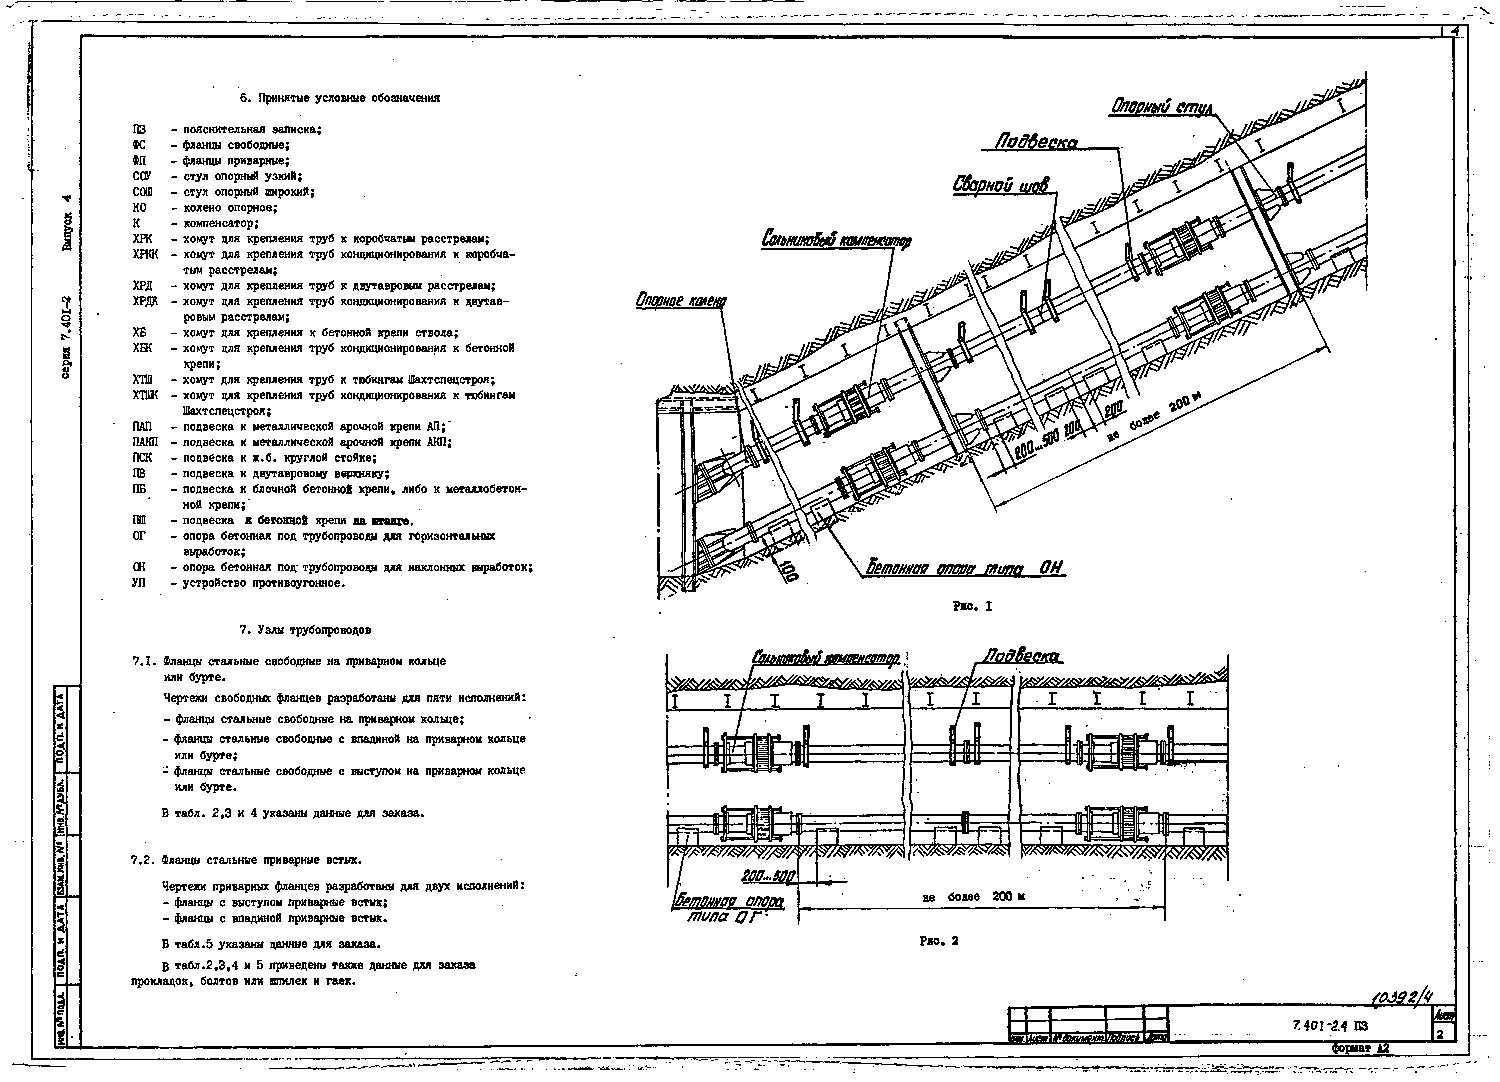 4
6. Принятые условные обозначения
ПЗ - пояснительная записка;
ФС - фланцы свободные;
ФП - фланцы приварные;
СОУ - стул опорный узкий;
СОШ - стул опорный широкий;
КО - колено опорное;
К - компенсатор;
ХРК - хомут для крепления труб к коробчатым расстрелам;
ХРКК - хомут для крепления труб кондиционирования к коробча-
тым расстрелам;
ХРД - хомут для крепления труб к двутавровым расстрелам;
ХРДК - хомут для крепления труб кондиционирования к двутав-
ровым расстрелам;
ХБ - хомут для крепления к бетонной крепи ствола;
ХБК - хомут для крепления труб кондиционирования к бетонной
крепи;
ХТШ - хомут для крепления труб к тюбингам Шахтспецстроя;
ХТШК - хомут для крепления труб кондиционирования к тюбингам
Шахтспецстроя;
ПАП - подвеска к металлической арочной крепи АП;
ПАКП - подвеска к металлической арочной крепи АКП;
ПСК - подвеска к ж.б. круглой стойке;
ПВ - подвеска к двутавровому верхняку;
ПБ - подвеска к блочной бетонной крепи, либо к металлобетон-
ной крепи;
ПШ - подвеска к бетонной крепи на штанге.
ОГ - опора бетонная под трубопроводы для горизонтальных
выработок;
ОН - опора бетонная под трубопроводы для наклонных выработок;
УП - устройство противоугонное.
7. Узлы трубопроводов
7.1. Фланцы стальные свободные на приварном кольце
или бурте.
Чертежи свободных фланцев разработаны для пяти исполнений:
- фланцы стальные свободные на приварном кольце;
- фланцы стальные свободные с впадиной на приварном кольце
или бурте;
- фланцы стальные свободные с выступом на приварном кольце
или бурте.
В табл. 2,3 и 4 указаны данные для заказа.
7.2. Фланцы стальные приварные встык.
Чертежи приварных фланцев разработаны для двух исполнений:
- фланцы с выступом приварные встык;
- фланцы с впадиной приварные встык.
В табл.5 указаны данные для заказа.
В табл.2,3,4 и 5 приведены также данные для заказа
прокладок, болтов или шпилек и гаек.
серия 7.401-2 Выпуск 4
Опорный стул
Подвеска
Сварной шов
Сальниковый компенсатор
Опорное колено
200...500
200
200
не более 200 м
100
Бетонная опора типа ОН
Рис. 1
Сальниковый компенсатор
Подвеска
200...500
не более 200 м
Бетонная опора
типа ОГ
Рис. 2
10392/4
7.401-2.4 ПЗ
Лист
2
Изм. Лист № документ. Подпись Дата
Формат А2
ИНВ.№ ПОДЛ.
ПОДП. И ДАТА
ВЗАМ.ИНВ.№
ИНВ.№ ДУБЛ.
ПОДП. И ДАТА